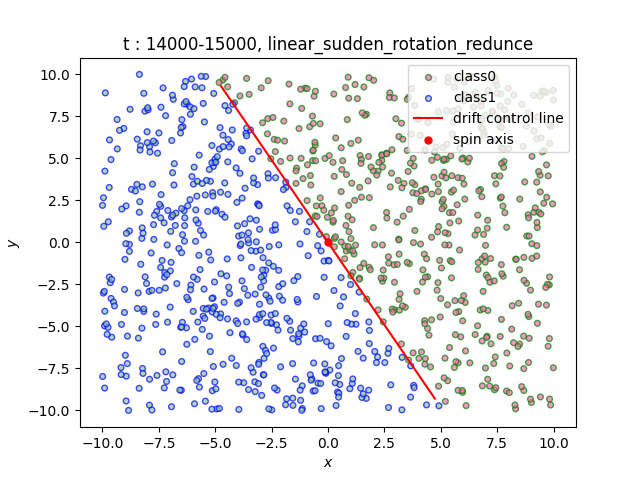 t : 14000-15000, linear_sudden_rotation_redunce
class0
class1
drift control line
spin axis
10.0
7.5
5.0
2.5
0.0
−2.5
−5.0
−7.5
−10.0
y
−10.0 −7.5 −5.0 −2.5 0.0 2.5 5.0 7.5 10.0
x